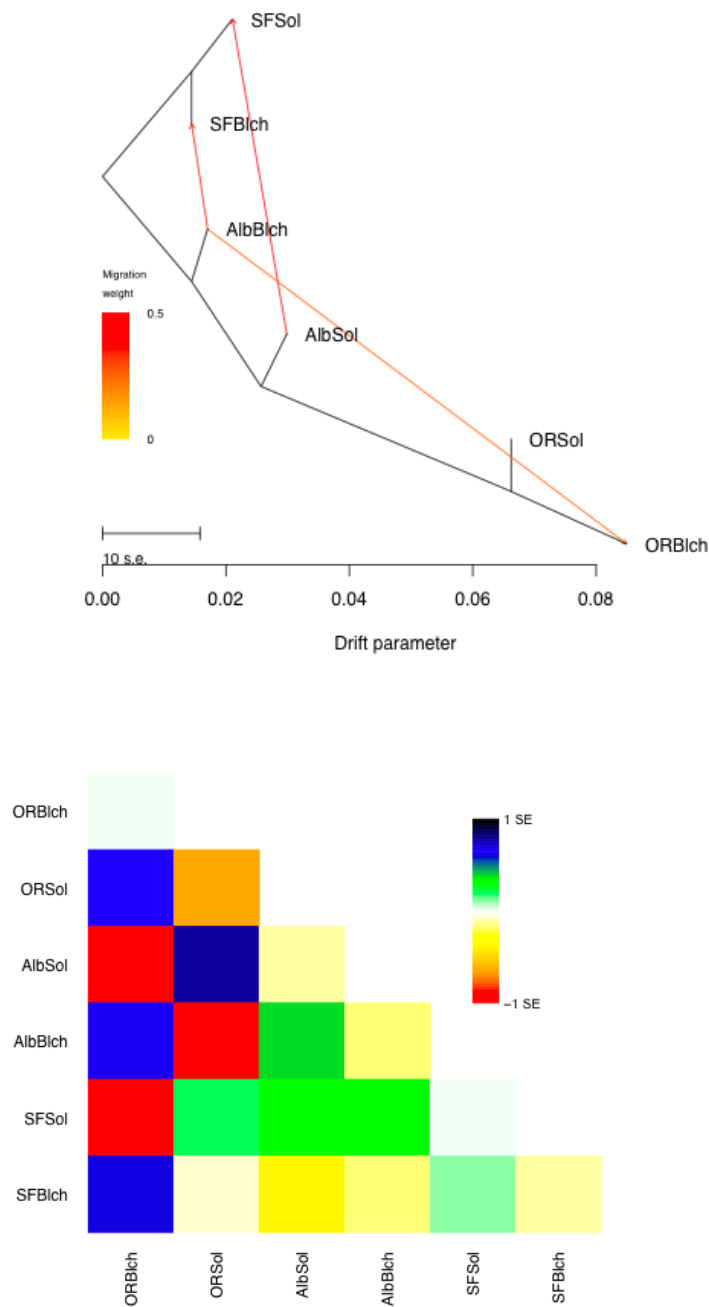 SFSol
SFBlch
AlbBlch
Migration
weight
0.5
AlbSol
0
ORSol
ORBlch
10 s.e.
0.00 0.02 0.04 0.06 0.08
Drift parameter
ORBlch
1 SE
ORSol
AlbSol
−1 SE
AlbBlch
SFSol
SFBlch
ORBlch ORSol AlbSol AlbBlch SFSol SFBlch